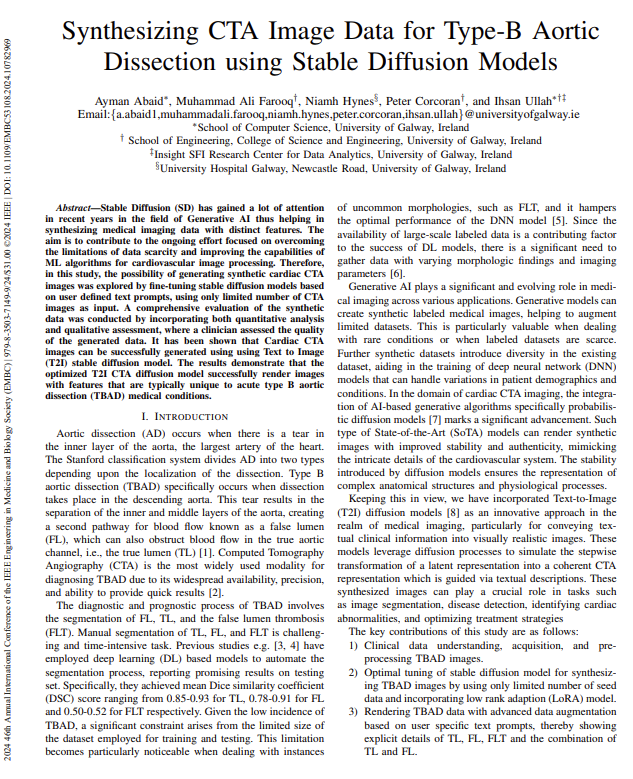 Synthesizing CTA Image Data for Type-B Aortic
Dissection using Stable Diffusion Models
Ayman Abaid*, Muhammad Ali Farooq†, Niamh Hynes§, Peter Corcoran†, and Ihsan Ullah*†‡
Email:{a.abaid1,muhammadali.farooq,niamh.hynes,peter.corcoran,ihsan.ullah}@universityofgalway.ie
*School of Computer Science, University of Galway, Ireland
† School of Engineering, College of Science and Engineering, University of Galway, Ireland
‡Insight SFI Research Center for Data Analytics, University of Galway, Ireland
§University Hospital Galway, Newcastle Road, University of Galway, Ireland
Abstract—Stable Diffusion (SD) has gained a lot of attention
in recent years in the field of Generative AI thus helping in
synthesizing medical imaging data with distinct features. The
aim is to contribute to the ongoing effort focused on overcoming
the limitations of data scarcity and improving the capabilities of
ML algorithms for cardiovascular image processing. Therefore,
in this study, the possibility of generating synthetic cardiac CTA
images was explored by fine-tuning stable diffusion models based
on user defined text prompts, using only limited number of CTA
images as input. A comprehensive evaluation of the synthetic
data was conducted by incorporating both quantitative analysis
and qualitative assessment, where a clinician assessed the quality
of the generated data. It has been shown that Cardiac CTA
images can be successfully generated using using Text to Image
(T2I) stable diffusion model. The results demonstrate that the
optimized T2I CTA diffusion model successfully render images
with features that are typically unique to acute type B aortic
dissection (TBAD) medical conditions.
I. Introduction
Aortic dissection (AD) occurs when there is a tear in
the inner layer of the aorta, the largest artery of the heart.
The Stanford classification system divides AD into two types
depending upon the localization of the dissection. Type B
aortic dissection (TBAD) specifically occurs when dissection
takes place in the descending aorta. This tear results in the
separation of the inner and middle layers of the aorta, creating
a second pathway for blood flow known as a false lumen
(FL), which can also obstruct blood flow in the true aortic
channel, i.e., the true lumen (TL) [1]. Computed Tomography
Angiography (CTA) is the most widely used modality for
diagnosing TBAD due to its widespread availability, precision,
and ability to provide quick results [2].
The diagnostic and prognostic process of TBAD involves
the segmentation of FL, TL, and the false lumen thrombosis
(FLT). Manual segmentation of TL, FL, and FLT is challeng-
ing and time-intensive task. Previous studies e.g. [3, 4] have
employed deep learning (DL) based models to automate the
segmentation process, reporting promising results on testing
set. Specifically, they achieved mean Dice similarity coefficient
(DSC) score ranging from 0.85-0.93 for TL, 0.78-0.91 for FL
and 0.50-0.52 for FLT respectively. Given the low incidence of
TBAD, a significant constraint arises from the limited size of
the dataset employed for training and testing. This limitation
becomes particularly noticeable when dealing with instances
of uncommon morphologies, such as FLT, and it hampers
the optimal performance of the DNN model [5]. Since the
availability of large-scale labeled data is a contributing factor
to the success of DL models, there is a significant need to
gather data with varying morphologic findings and imaging
parameters [6].
Generative AI plays a significant and evolving role in medi-
cal imaging across various applications. Generative models can
create synthetic labeled medical images, helping to augment
limited datasets. This is particularly valuable when dealing
with rare conditions or when labeled datasets are scarce.
Further synthetic datasets introduce diversity in the existing
dataset, aiding in the training of deep neural network (DNN)
models that can handle variations in patient demographics and
conditions. In the domain of cardiac CTA imaging, the integra-
tion of AI-based generative algorithms specifically probabilis-
tic diffusion models [7] marks a significant advancement. Such
type of State-of-the-Art (SoTA) models can render synthetic
images with improved stability and authenticity, mimicking
the intricate details of the cardiovascular system. The stability
introduced by diffusion models ensures the representation of
complex anatomical structures and physiological processes.
Keeping this in view, we have incorporated Text-to-Image
(T2I) diffusion models [8] as an innovative approach in the
realm of medical imaging, particularly for conveying tex-
tual clinical information into visually realistic images. These
models leverage diffusion processes to simulate the stepwise
transformation of a latent representation into a coherent CTA
representation which is guided via textual descriptions. These
synthesized images can play a crucial role in tasks such
as image segmentation, disease detection, identifying cardiac
abnormalities, and optimizing treatment strategies
The key contributions of this study are as follows:
1) Clinical data understanding, acquisition, and pre-
processing TBAD images.
2) Optimal tuning of stable diffusion model for synthesiz-
ing TBAD images by using only limited number of seed
data and incorporating low rank adaption (LoRA) model.
3) Rendering TBAD data with advanced data augmentation
based on user specific text prompts, thereby showing
explicit details of TL, FL, FLT and the combination of
TL and FL.
2024 46th Annual International Conference of the IEEE Engineering in Medicine and Biology Society (EMBC) | 979-8-3503-7149-9/24/$31.00 ©2024 IEEE | DOI: 10.1109/EMBC53108.2024.10782969